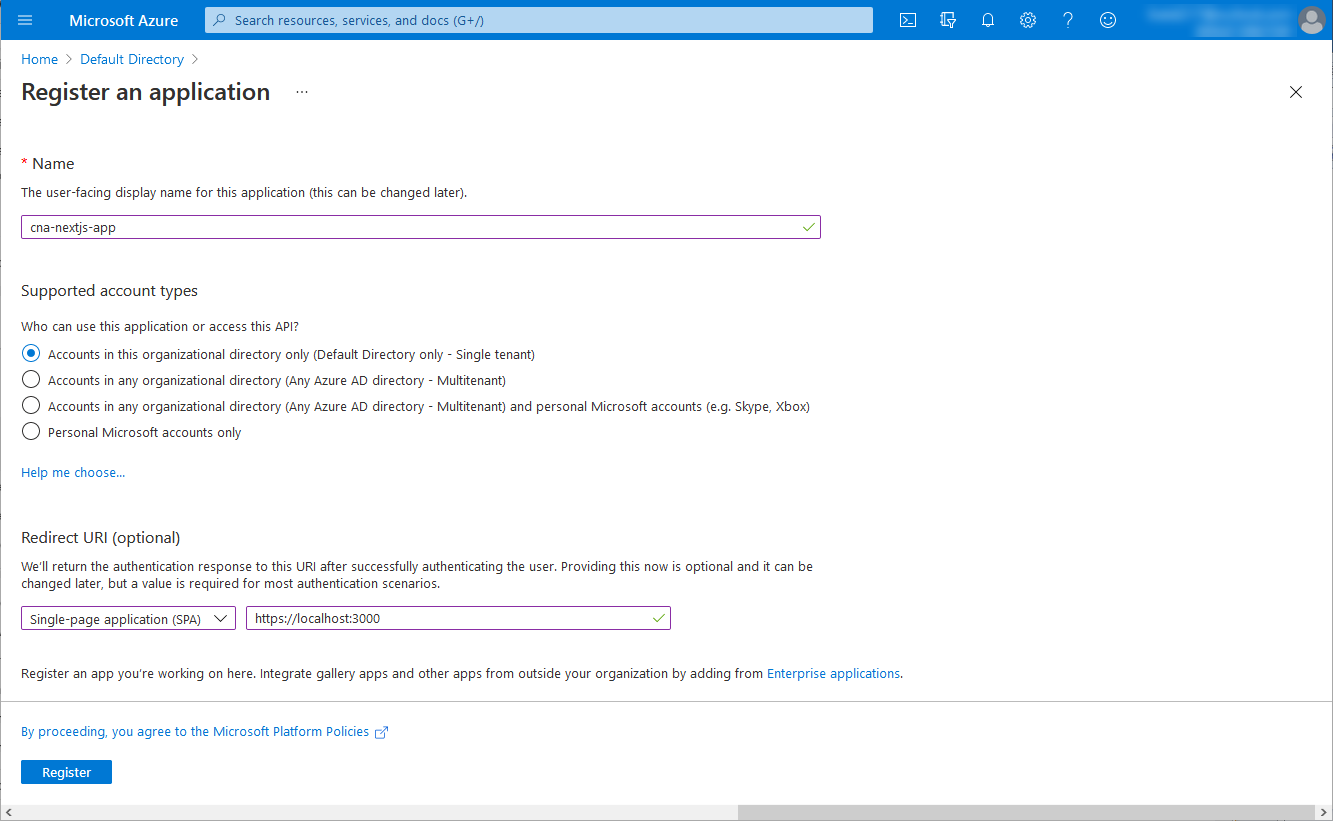 Microsoft Azure
Search resources, services, and docs (G+/)
Home > Default Directory >
Register an application ...
* Name
The user-facing display name for this application (this can be changed later).
cna-nextjs-app
Supported account types
Who can use this application or access this API?
Accounts in this organizational directory only (Default Directory only - Single tenant)
Accounts in any organizational directory (Any Azure AD directory - Multitenant)
Accounts in any organizational directory (Any Azure AD directory - Multitenant) and personal Microsoft accounts (e.g. Skype, Xbox)
Personal Microsoft accounts only
Help me choose...
Redirect URI (optional)
We'll return the authentication response to this URI after successfully authenticating the user. Providing this now is optional and it can be
changed later, but a value is required for most authentication scenarios.
Single-page application (SPA)
https://localhost:3000
Register an app you're working on here. Integrate gallery apps and other apps from outside your organization by adding from Enterprise applications.
By proceeding, you agree to the Microsoft Platform Policies
Register